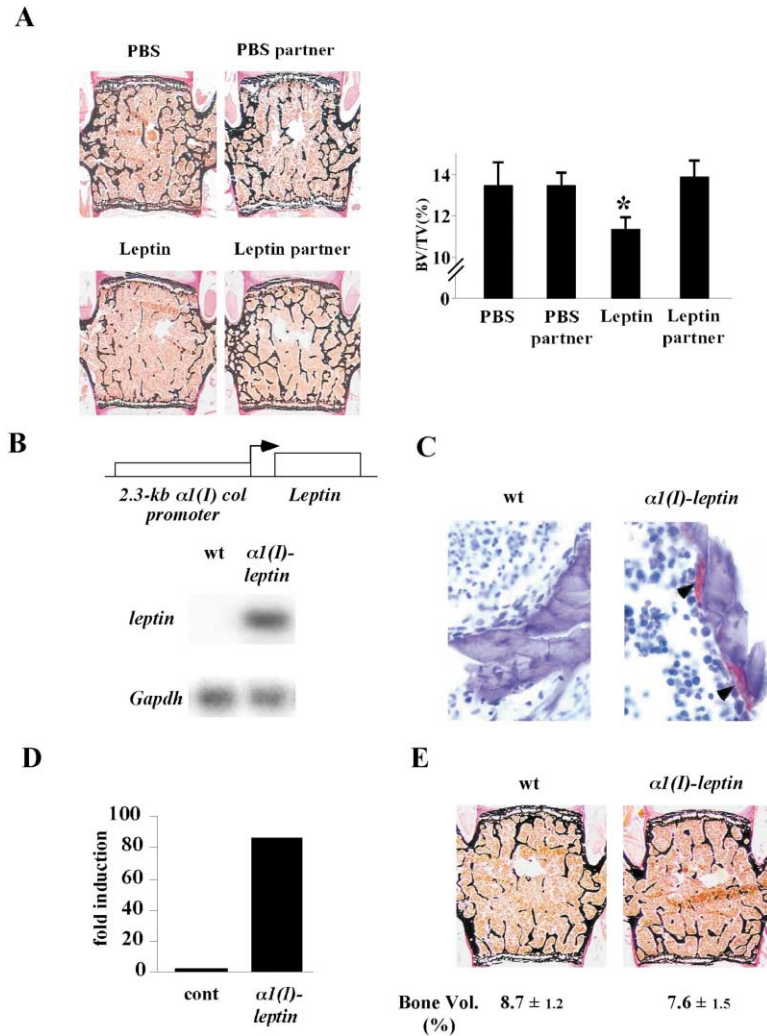 A
PBS
PBS partner
Leptin
Leptin partner
BV/TV(%)
14
12
10
0
*
PBS
PBS
partner
Leptin
Leptin
partner
B
2.3-kb α1(I) col
promoter
Leptin
wt
α1(I)-
leptin
leptin
Gapdh
C
wt
α1(I)-leptin
D
fold induction
100
80
60
40
20
0
cont
α1(I)-
leptin
E
wt
α1(I)-leptin
Bone Vol.
(%)
8.7 ± 1.2
7.6 ± 1.5